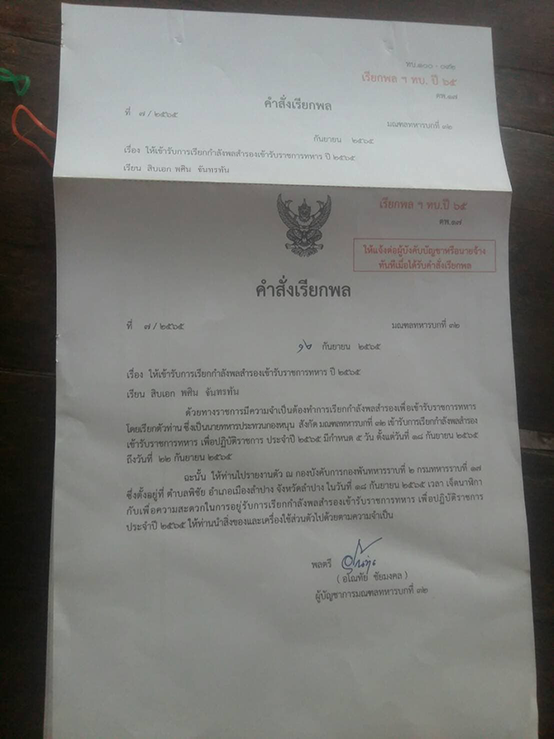 ทบ.๑๐๐ - ๐๗๒
เรียกพล ฯ ทบ. ปี ๖๕
ตพ.๑๗
คำสั่งเรียกพล
ที่ ๗ / ๒๕๖๕
มณฑลทหารบกที่ ๓๒
กันยายน ๒๕๖๕
เรื่อง ให้เข้ารับการเรียกกำลังพลสำรองเข้ารับราชการทหาร ปี ๒๕๖๕
เรียน สิบเอก พศิน จันทรทัน
เรียกพล ฯ ทบ.ปี ๖๕
ตพ.๑๗
ให้แจ้งต่อผู้บังคับบัญชาหรือนายจ้าง
ทันทีเมื่อได้รับคำสั่งเรียกพล
คำสั่งเรียกพล
ที่ ๗ / ๒๕๖๕
มณฑลทหารบกที่ ๓๒
๑๒ กันยายน ๒๕๖๕
เรื่อง ให้เข้ารับการเรียกกำลังพลสำรองเข้ารับราชการทหาร ปี ๒๕๖๕
เรียน สิบเอก พศิน จันทรทัน
ด้วยทางราชการมีความจำเป็นต้องทำการเรียกกำลังพลสำรองเพื่อเข้ารับราชการทหาร
โดยเรียกตัวท่าน ซึ่งเป็นนายทหารประทวนกองหนุน สังกัด มณฑลทหารบกที่ ๓๒ เข้ารับการเรียกกำลังพลสำรอง
เข้ารับราชการทหาร เพื่อปฏิบัติราชการ ประจำปี ๒๕๖๕ มีกำหนด ๕ วัน ตั้งแต่วันที่ ๑๘ กันยายน ๒๕๖๕
ถึงวันที่ ๒๒ กันยายน ๒๕๖๕
ฉะนั้น ให้ท่านไปรายงานตัว ณ กองบังคับการกองพันทหารราบที่ ๒ กรมทหารราบที่ ๑๗
ซึ่งตั้งอยู่ที่ ตำบลพิชัย อำเภอเมืองลำปาง จังหวัดลำปาง ในวันที่ ๑๘ กันยายน ๒๕๖๕ เวลา เจ็ดนาฬิกา
กับเพื่อความสะดวกในการอยู่รับการเรียกกำลังพลสำรองเข้ารับราชการทหาร เพื่อปฏิบัติราชการ
ประจำปี ๒๕๖๕ ให้ท่านนำสิ่งของและเครื่องใช้ส่วนตัวไปด้วยตามความจำเป็น
พลตรี
( อุโณทัย ชัยมงคล )
ผู้บัญชาการมณฑลทหารบกที่ ๓๒